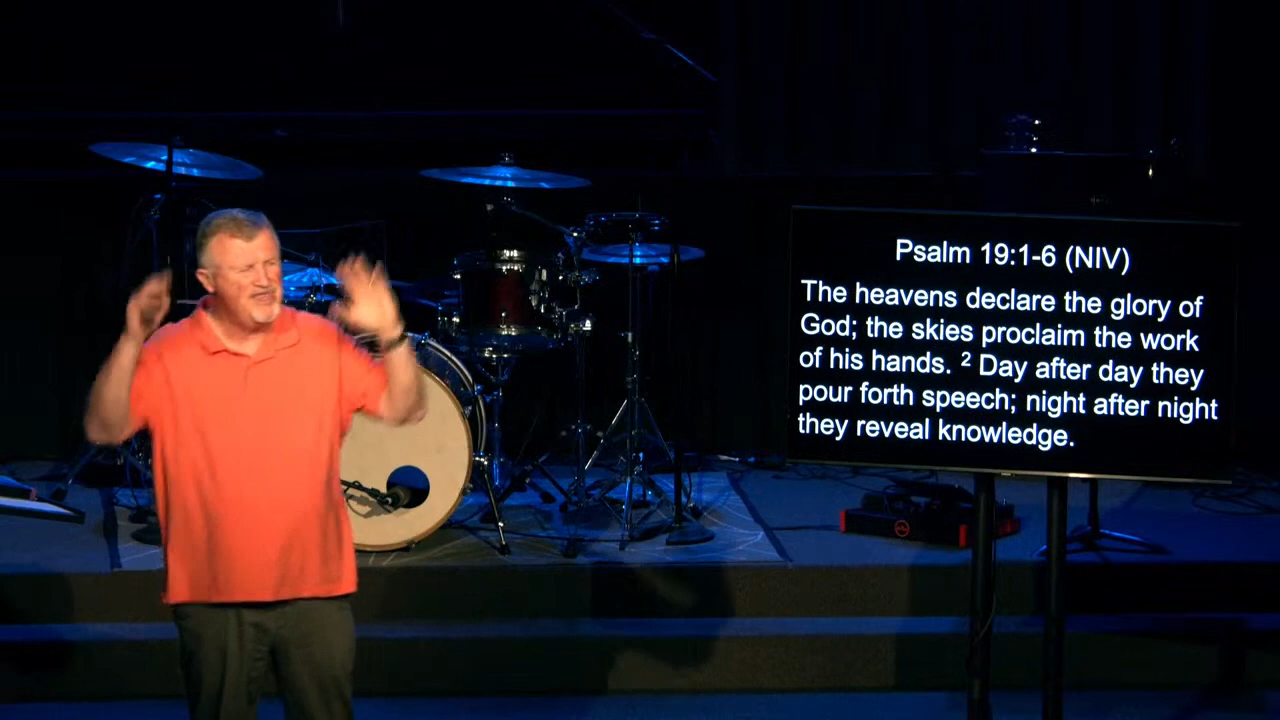 Psalm 19:1-6 (NIV)
The heavens declare the glory of
God; the skies proclaim the work
of his hands. ² Day after day they
pour forth speech; night after night
they reveal knowledge.